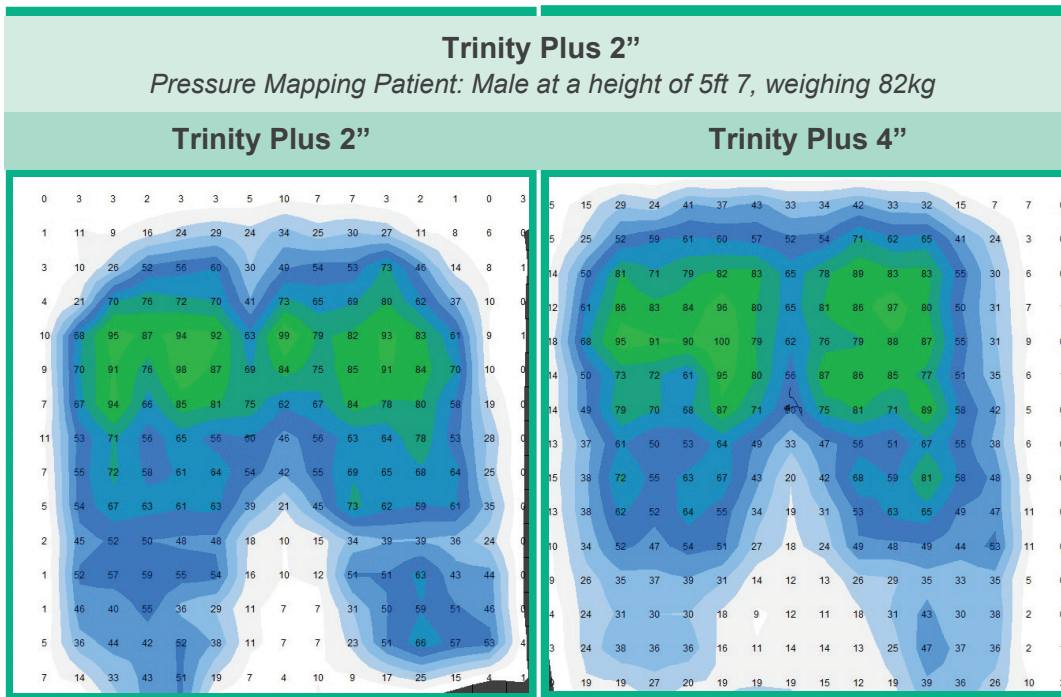 Trinity Plus 2”
Pressure Mapping Patient: Male at a height of 5ft 7, weighing 82kg
Trinity Plus 2”
0 3 3 2 3 3 5 10 7 7 3 2 1 0 3
1 11 9 16 24 29 24 34 25 30 27 11 8 6 0
3 10 26 52 56 60 30 49 54 53 73 46 14 8 1
4 21 70 76 72 70 41 73 65 69 80 62 37 10 0
10 68 95 87 94 92 63 99 79 82 93 83 61 9 1
9 70 91 76 98 87 69 84 75 85 91 84 70 10 0
7 67 94 66 85 81 75 62 67 84 78 80 58 19 0
11 53 71 56 65 56 46 56 63 64 78 53 28 0
7 55 72 58 61 64 54 42 55 69 65 68 64 25 0
5 54 67 63 61 63 39 21 45 73 62 59 61 35 0
2 45 52 50 48 48 18 10 15 34 39 39 36 24 0
1 52 57 59 55 54 16 10 12 51 51 63 43 44 0
1 46 40 55 36 29 11 7 7 31 50 59 51 46 0
5 36 44 42 52 38 11 7 7 23 51 66 57 53 4
7 14 33 43 51 19 7 4 10 9 17 25 15 4 1
Trinity Plus 4”
15 29 24 41 37 43 33 34 42 33 32 15 7 7
25 52 59 61 60 57 52 54 71 62 65 41 24 3
50 81 71 79 82 83 65 78 89 83 83 55 30 6
61 86 83 84 96 80 65 81 86 97 80 50 31 7
68 95 91 90 100 79 62 76 79 88 87 55 31 9
50 73 72 61 95 80 56 87 86 85 77 51 35 6
49 79 70 68 87 71 75 81 71 89 58 42 5
37 61 50 53 64 49 33 47 56 51 67 55 38 6
38 72 55 63 67 43 20 42 68 59 81 58 48 9
38 62 52 64 55 34 19 31 53 63 65 49 47 11
34 52 47 54 51 27 18 24 49 48 49 44 53 11
26 35 37 39 31 14 12 13 26 29 35 33 35 5
24 31 30 30 18 9 12 11 18 31 43 30 38 2
24 38 36 36 16 11 14 14 13 25 47 37 36 2
19 19 27 20 19 19 19 15 12 19 39 36 26 10